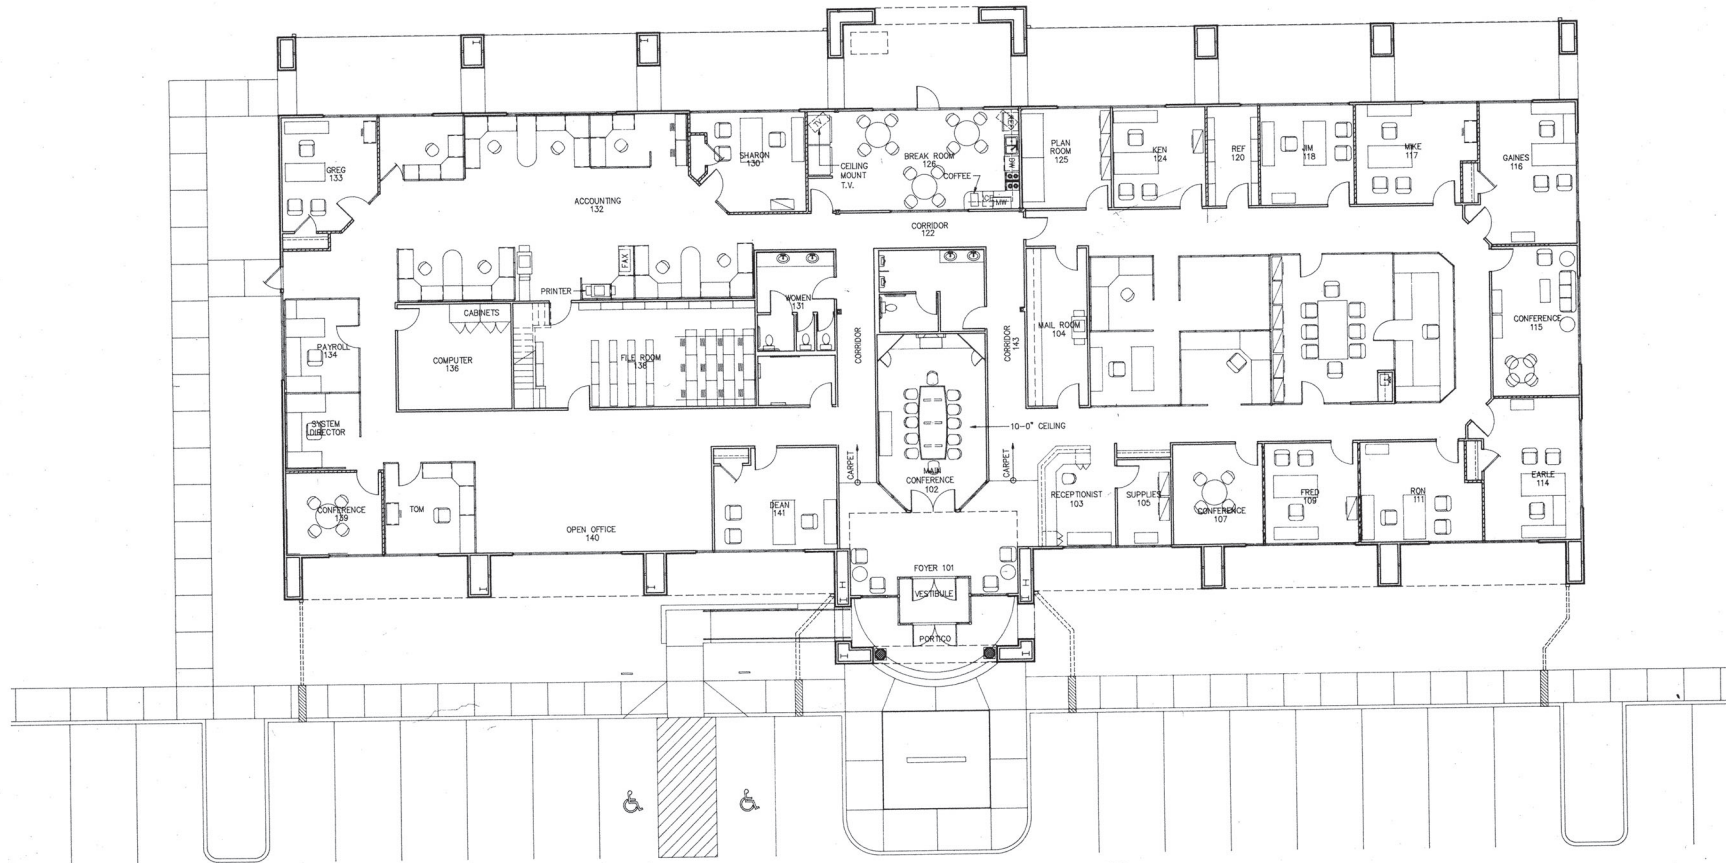 GREG
133
ACCOUNTING
132
SHARON
130
TV
CEILING
MOUNT
T.V.
BREAK ROOM
126
COFFEE
DW
MW
PLAN
ROOM
125
KEN
124
REF
120
JIM
118
MIKE
117
GAINES
116
CORRIDOR
122
FAX
PRINTER
WOMEN
131
CABINETS
PAYROLL
134
COMPUTER
136
FILE ROOM
138
CORRIDOR
CORRIDOR
143
MAIL ROOM
104
CONFERENCE
115
SYSTEM
DIRECTOR
10-0" CEILING
CARPET
CARPET
MAIN
CONFERENCE
102
CONFERENCE
139
TOM
OPEN OFFICE
140
DEAN
141
RECEPTIONIST
103
SUPPLIES
105
CONFERENCE
107
FRED
109
RON
111
EARLE
114
FOYER 101
VESTIBULE
PORTICO